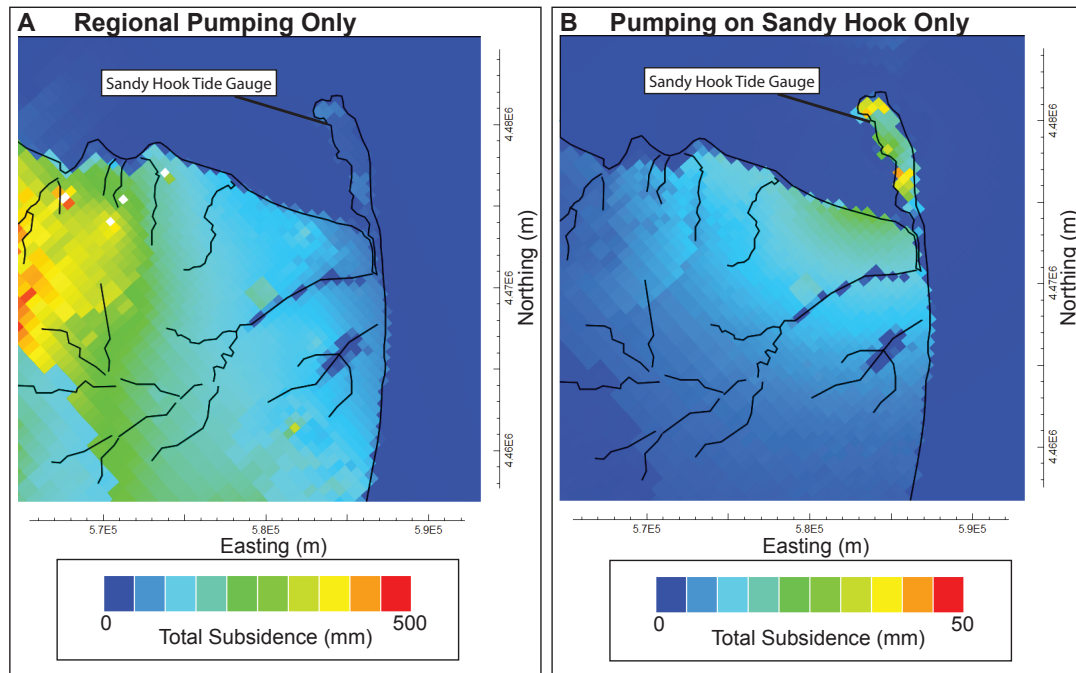 A Regional Pumping Only
Sandy Hook Tide Gauge
4.48E6
4.47E6
4.46E6
Northing (m)
5.7E5 5.8E5 5.9E5
Easting (m)
0 500
Total Subsidence (mm)
B Pumping on Sandy Hook Only
Sandy Hook Tide Gauge
4.48E6
4.47E6
4.46E6
Northing (m)
5.7E5 5.8E5 5.9E5
Easting (m)
0 50
Total Subsidence (mm)